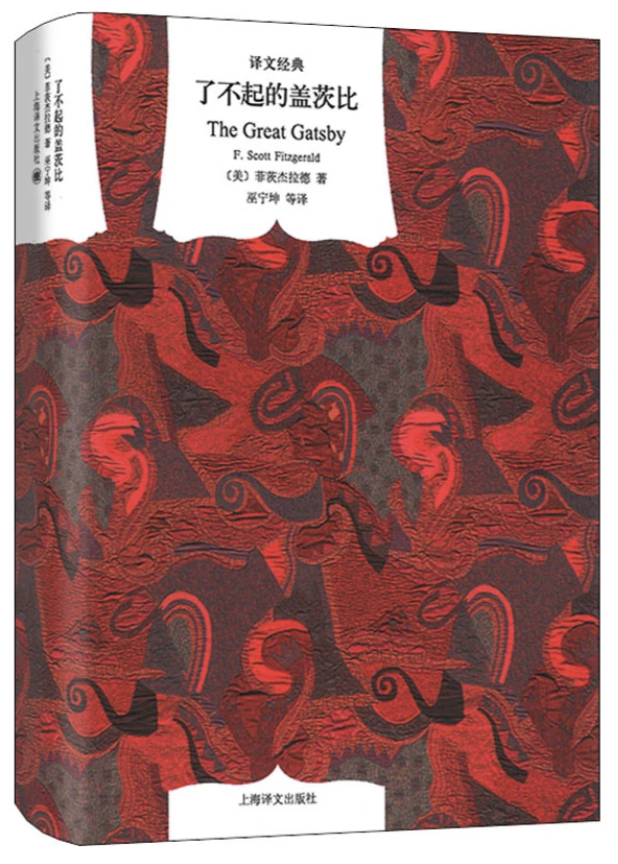 译文经典
了不起的盖茨比
The Great Gatsby
F. Scott Fitzgerald
〔美〕菲茨杰拉德 著
巫宁坤 等译
上海译文出版社
了不起的盖茨比
〔美〕菲茨杰拉德 著 巫宁坤 等译
上海译文出版社